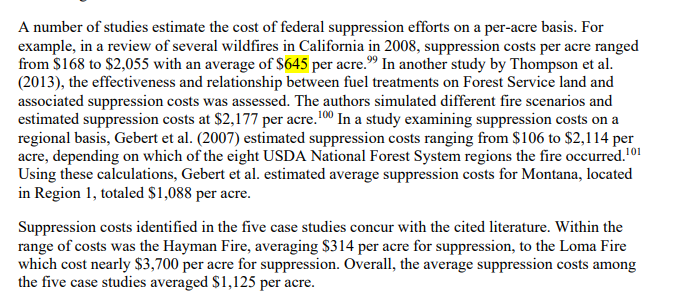 A number of studies estimate the cost of federal suppression efforts on a per-acre basis. For
example, in a review of several wildfires in California in 2008, suppression costs per acre ranged
from $168 to $2,055 with an average of $645 per acre.99 In another study by Thompson et al.
(2013), the effectiveness and relationship between fuel treatments on Forest Service land and
associated suppression costs was assessed. The authors simulated different fire scenarios and
estimated suppression costs at $2,177 per acre.100 In a study examining suppression costs on a
regional basis, Gebert et al. (2007) estimated suppression costs ranging from $106 to $2,114 per
acre, depending on which of the eight USDA National Forest System regions the fire occurred.101
Using these calculations, Gebert et al. estimated average suppression costs for Montana, located
in Region 1, totaled $1,088 per acre.
Suppression costs identified in the five case studies concur with the cited literature. Within the
range of costs was the Hayman Fire, averaging $314 per acre for suppression, to the Loma Fire
which cost nearly $3,700 per acre for suppression. Overall, the average suppression costs among
the five case studies averaged $1,125 per acre.